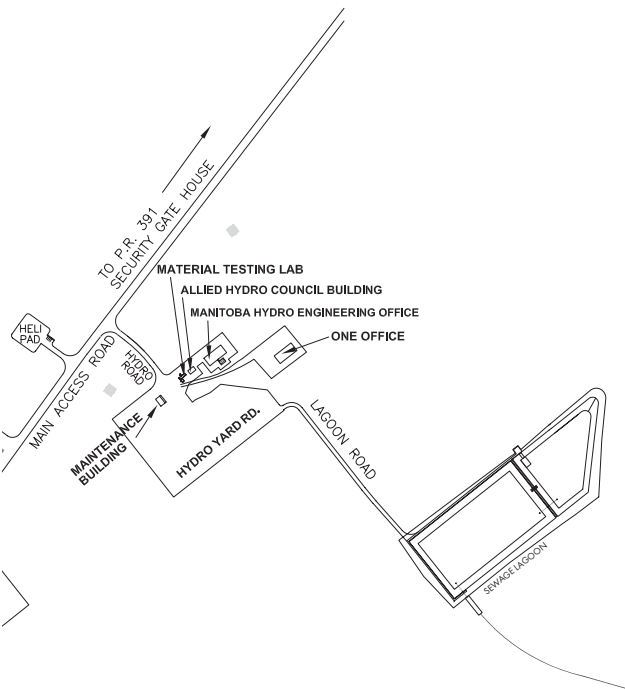 TO P.R. 391
SECURITY GATE HOUSE
MATERIAL TESTING LAB
ALLIED HYDRO COUNCIL BUILDING
MANITOBA HYDRO ENGINEERING OFFICE
ONE OFFICE
HELI
PAD
HYDRO
ROAD
MAIN ACCESS ROAD
MAINTENANCE
BUILDING
HYDRO YARD RD.
LAGOON ROAD
SEWAGE LAGOON